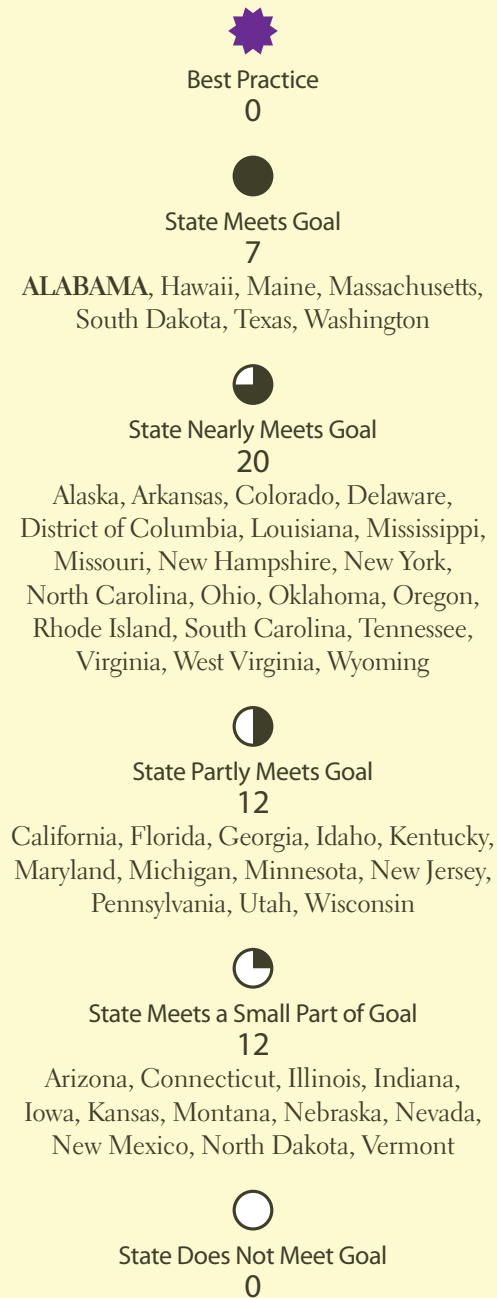 Best Practice
0
State Meets Goal
7
ALABAMA, Hawaii, Maine, Massachusetts,
South Dakota, Texas, Washington
State Nearly Meets Goal
20
Alaska, Arkansas, Colorado, Delaware,
District of Columbia, Louisiana, Mississippi,
Missouri, New Hampshire, New York,
North Carolina, Ohio, Oklahoma, Oregon,
Rhode Island, South Carolina, Tennessee,
Virginia, West Virginia, Wyoming
State Partly Meets Goal
12
California, Florida, Georgia, Idaho, Kentucky,
Maryland, Michigan, Minnesota, New Jersey,
Pennsylvania, Utah, Wisconsin
State Meets a Small Part of Goal
12
Arizona, Connecticut, Illinois, Indiana,
Iowa, Kansas, Montana, Nebraska, Nevada,
New Mexico, North Dakota, Vermont
State Does Not Meet Goal
0